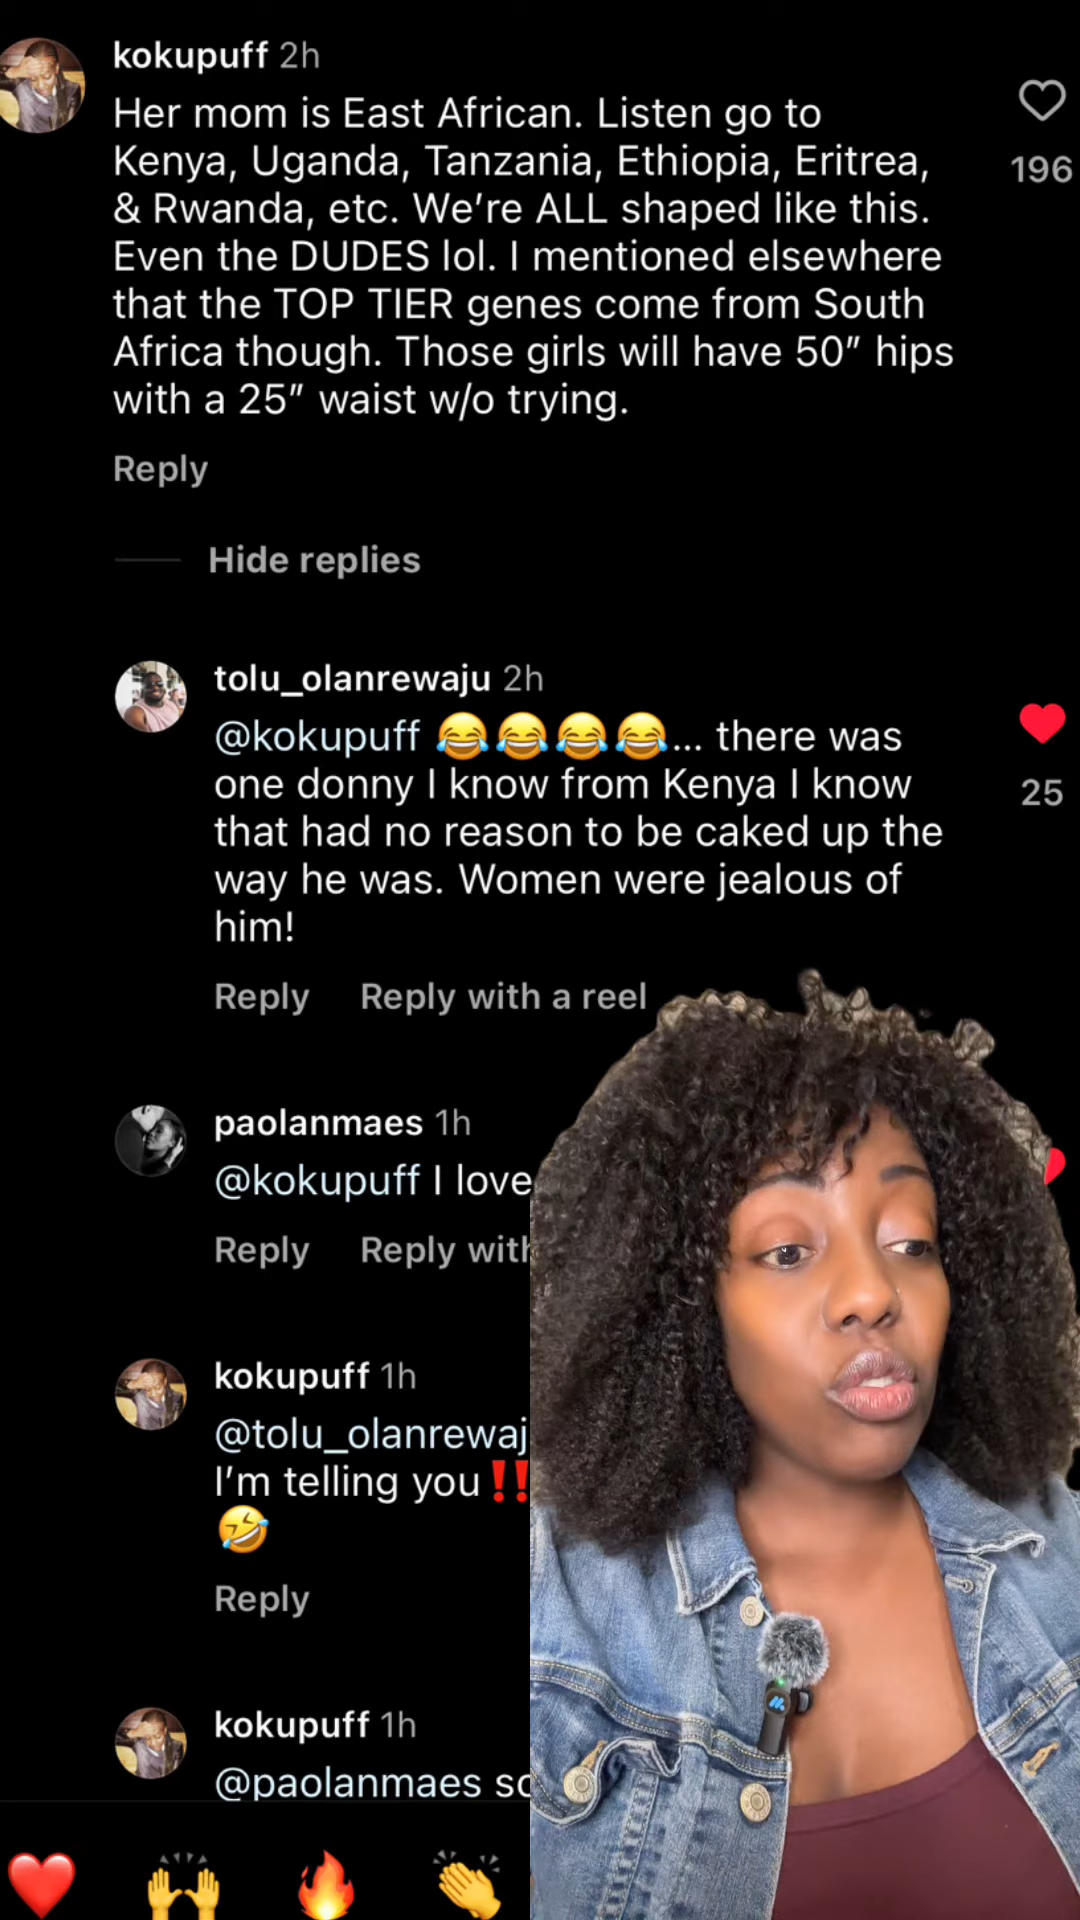 kokupuff 2h
Her mom is East African. Listen go to
Kenya, Uganda, Tanzania, Ethiopia, Eritrea,
& Rwanda, etc. We’re ALL shaped like this.
Even the DUDES lol. I mentioned elsewhere
that the TOP TIER genes come from South
Africa though. Those girls will have 50” hips
with a 25” waist w/o trying.
196
Reply
Hide replies
tolu_olanrewaju 2h
@kokupuff 😂😂😂😂... there was
one donny I know from Kenya I know
that had no reason to be caked up the
way he was. Women were jealous of
him!
25
Reply Reply with a reel
paolanmaes 1h
@kokupuff I love
Reply Reply with
kokupuff 1h
@tolu_olanrewaj
I’m telling you‼️
🤣
Reply
kokupuff 1h
@paolanmaes so